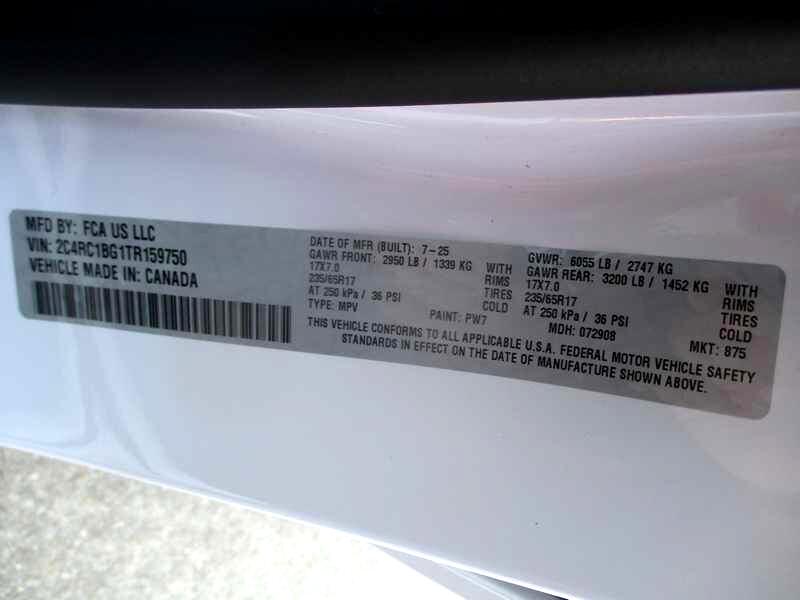 MFD BY: FCA US LLC
VIN: 2C4RC1BG1TR159750
VEHICLE MADE IN: CANADA
DATE OF MFR (BUILT): 7-25
GAWR FRONT: 2950 LB / 1339 KG WITH
17X7.0 RIMS
235/65R17 TIRES
AT 250 kPa / 36 PSI COLD
TYPE: MPV PAINT: PW7
GVWR: 6055 LB / 2747 KG
GAWR REAR: 3200 LB / 1452 KG WITH
17X7.0 RIMS
235/65R17 TIRES
AT 250 kPa / 36 PSI COLD
MDH: 072908 MKT: 875
THIS VEHICLE CONFORMS TO ALL APPLICABLE U.S.A. FEDERAL MOTOR VEHICLE SAFETY
STANDARDS IN EFFECT ON THE DATE OF MANUFACTURE SHOWN ABOVE.